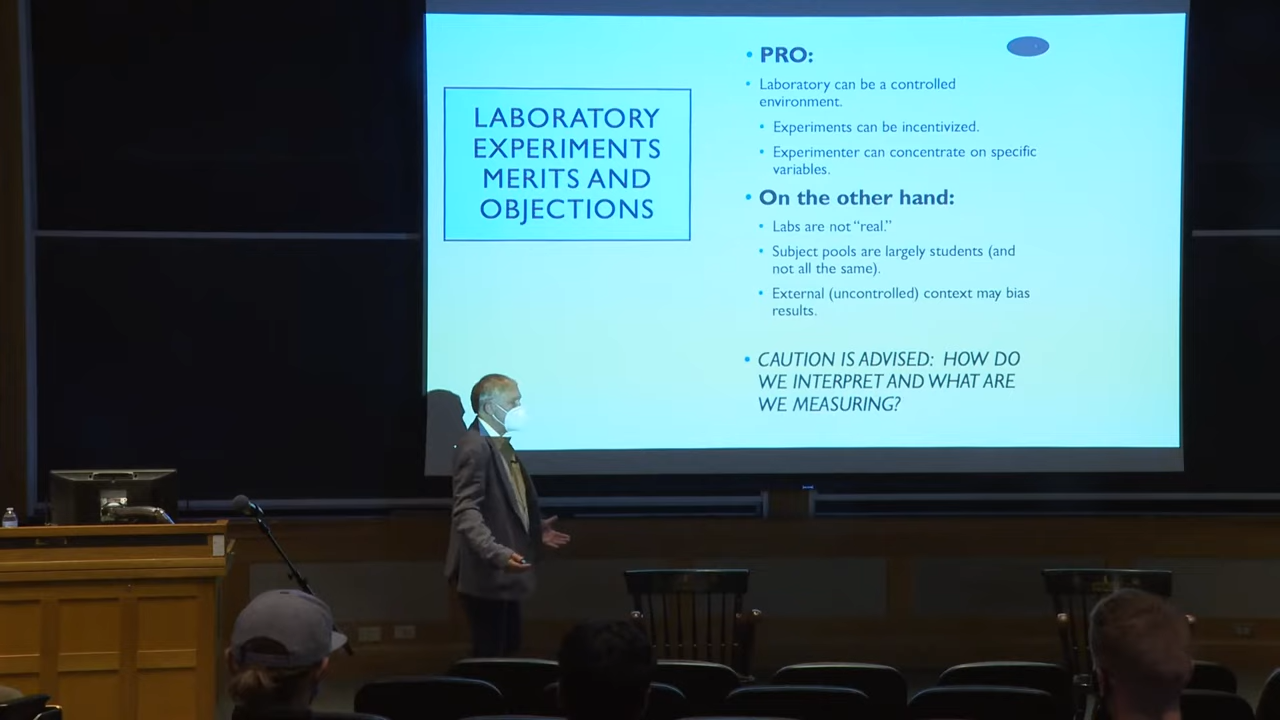 LABORATORY
EXPERIMENTS
MERITS AND
OBJECTIONS
• PRO:
• Laboratory can be a controlled
environment.
• Experiments can be incentivized.
• Experimenter can concentrate on specific
variables.
• On the other hand:
• Labs are not “real.”
• Subject pools are largely students (and
not all the same).
• External (uncontrolled) context may bias
results.
• CAUTION IS ADVISED: HOW DO
WE INTERPRET AND WHAT ARE
WE MEASURING?